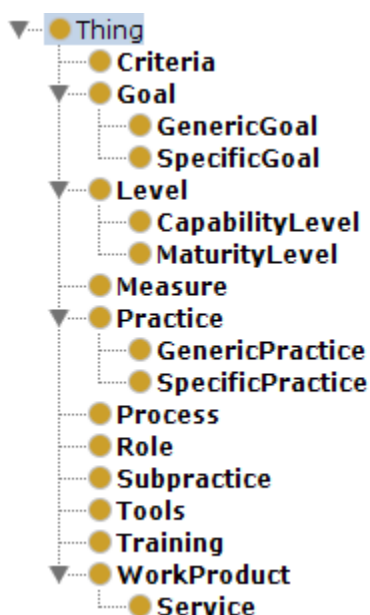 Thing
Criteria
Goal
GenericGoal
SpecificGoal
Level
CapabilityLevel
MaturityLevel
Measure
Practice
GenericPractice
SpecificPractice
Process
Role
Subpractice
Tools
Training
WorkProduct
Service